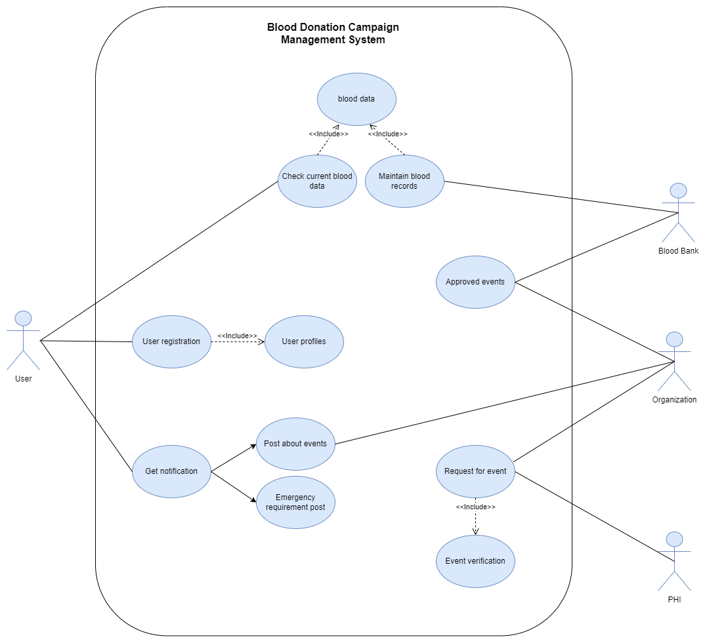 Blood Donation Campaign
Management System
blood data
<<Include>>
<<Include>>
Check current blood
data
Maintain blood
records
Blood Bank
Approved events
User
User registration
<<Include>>
User profiles
Organization
Post about events
Get notification
Emergency
requirement post
Request for event
<<Include>>
Event verification
PHI